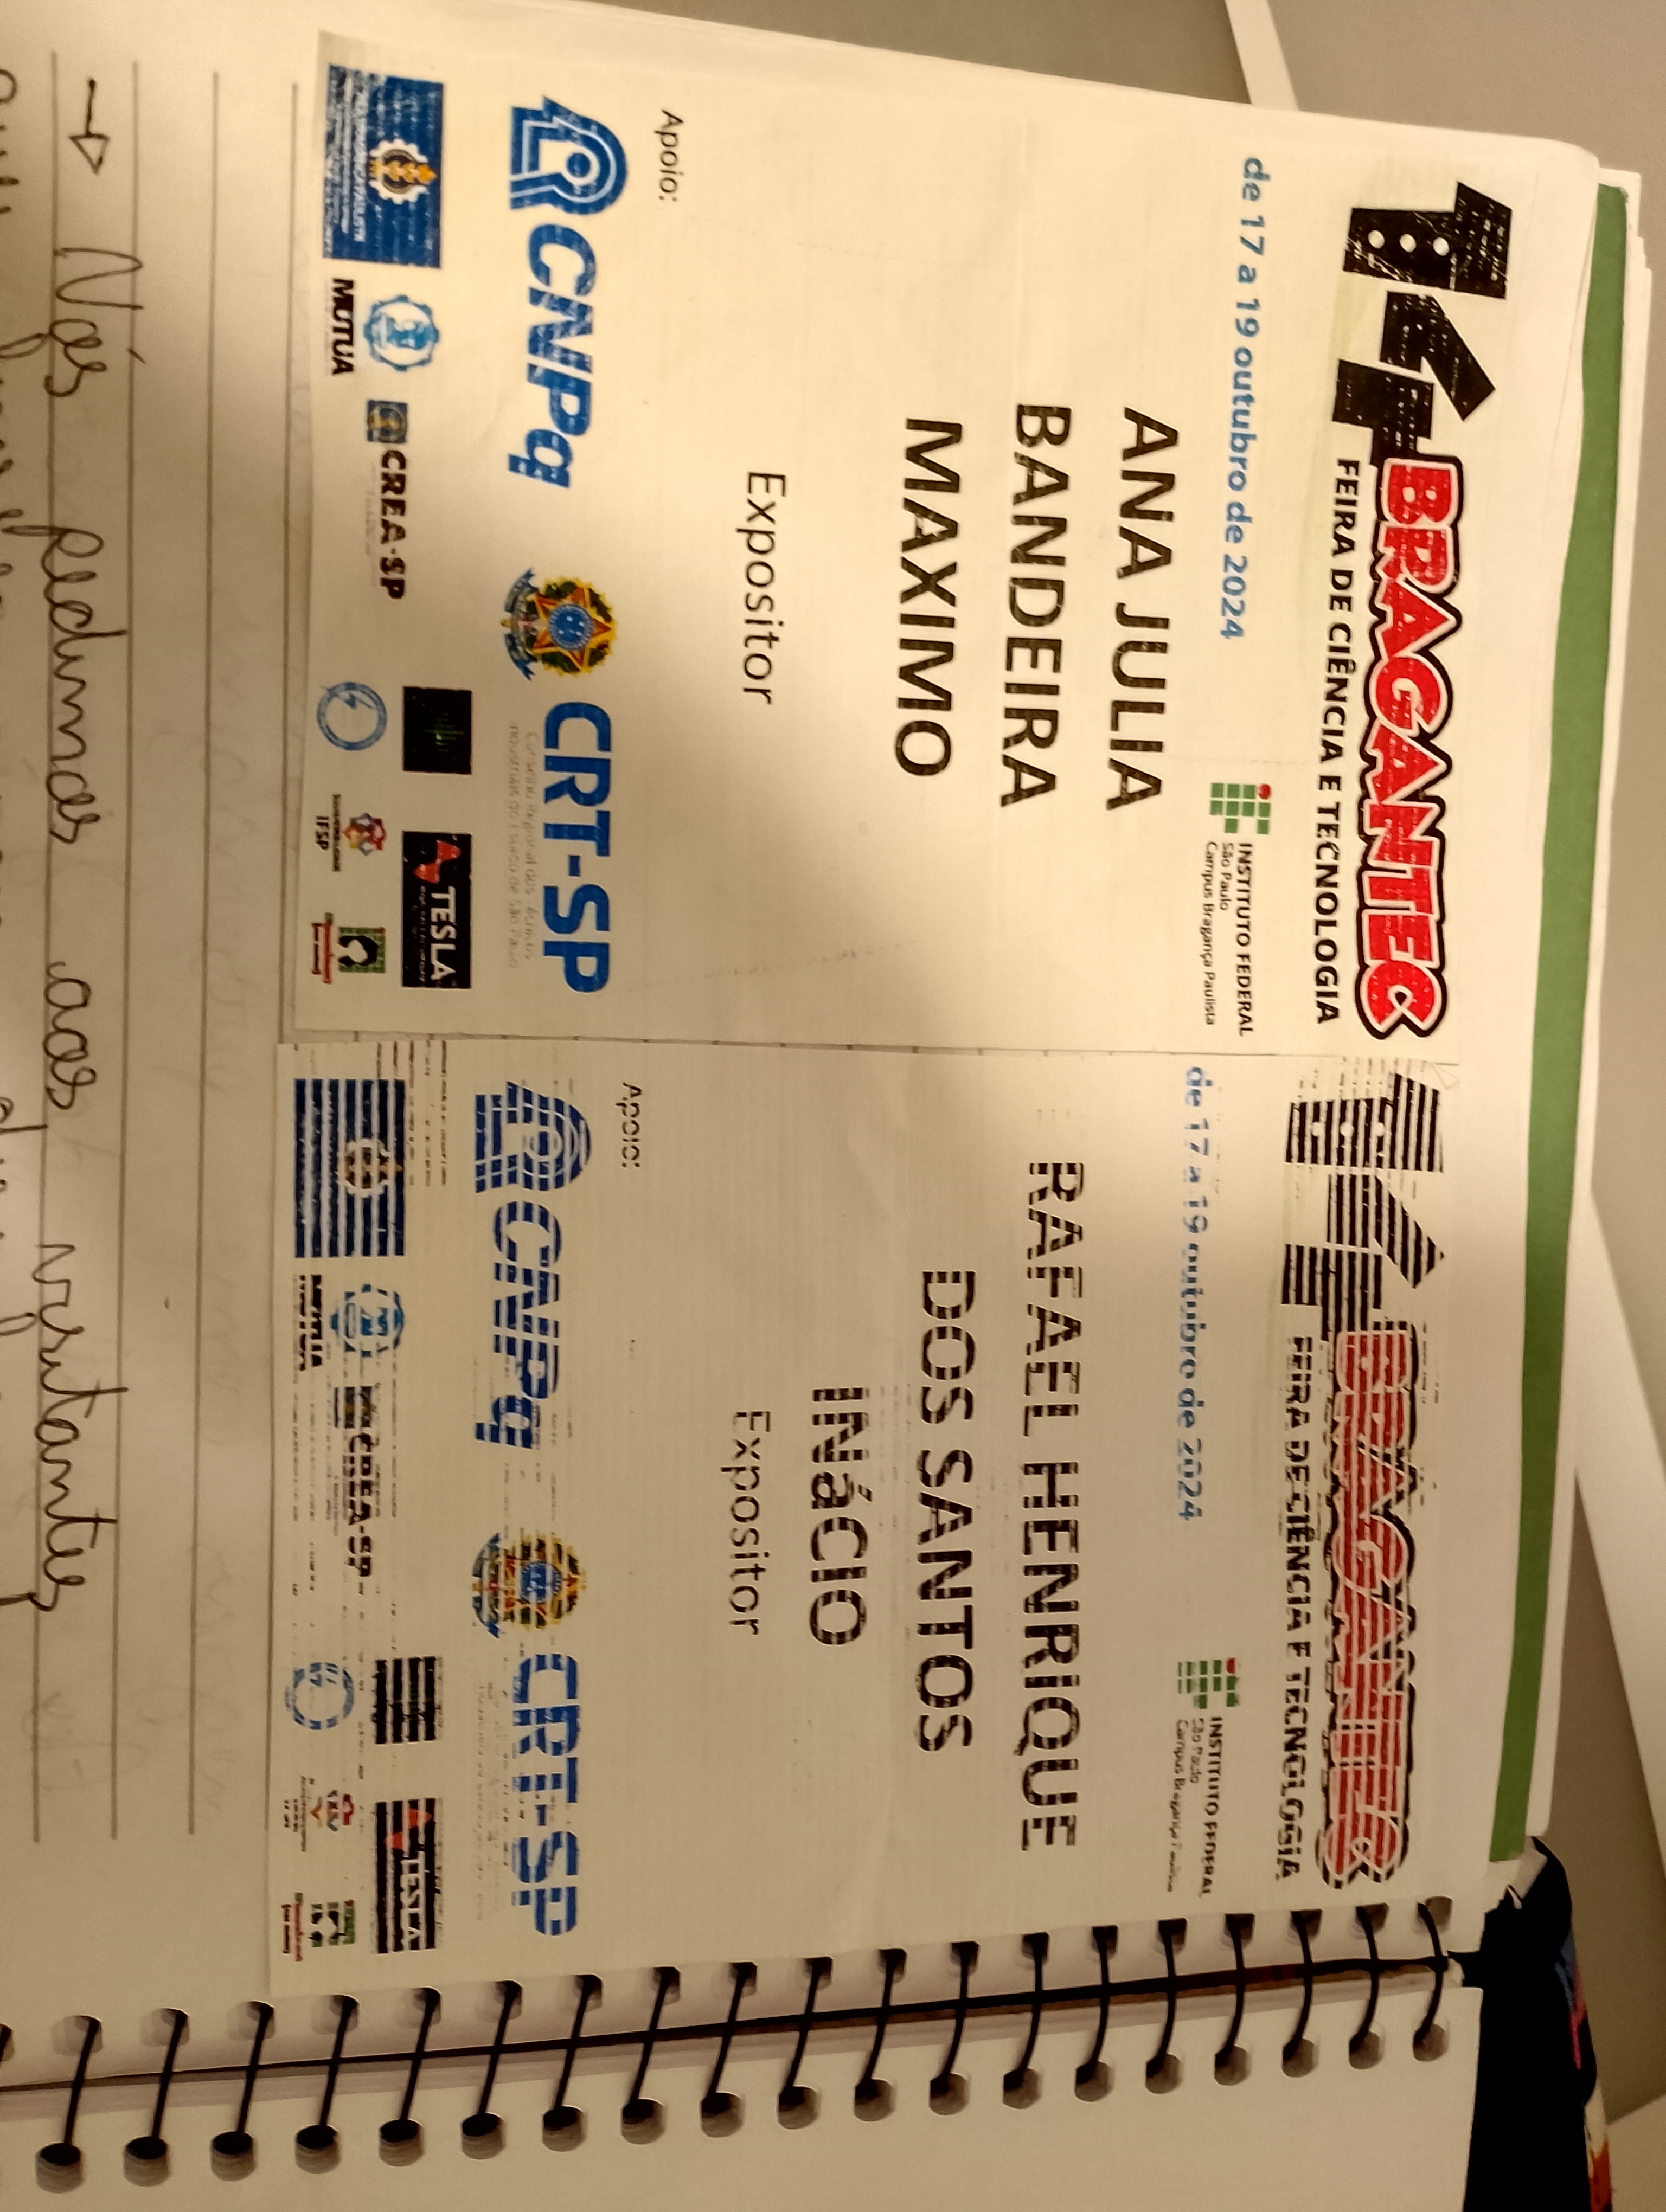 14 BRAGANTEC
FEIRA DE CIÊNCIA E TECNOLOGIA
de 17 a 19 outubro de 2024
INSTITUTO FEDERAL
São Paulo
Campus Bragança Paulista
ANA JULIA
BANDEIRA
MAXIMO
Expositor
Apoio:
CNPq
CRT-SP
Conselho Regional dos Técnicos
Industriais do Estado de São Paulo
TESLA
MUTUA
CREA-SP
IFSP
14 BRAGANTEC
FEIRA DE CIÊNCIA E TECNOLOGIA
de 17 a 19 outubro de 2024
INSTITUTO FEDERAL
São Paulo
Campus Bragança Paulista
RAFAEL HENRIQUE
DOS SANTOS
INáCIO
Expositor
Apoio:
CNPq
CRT-SP
TESLA
MUTUA
CREA-SP
→ Nós pedimos aos visitantes